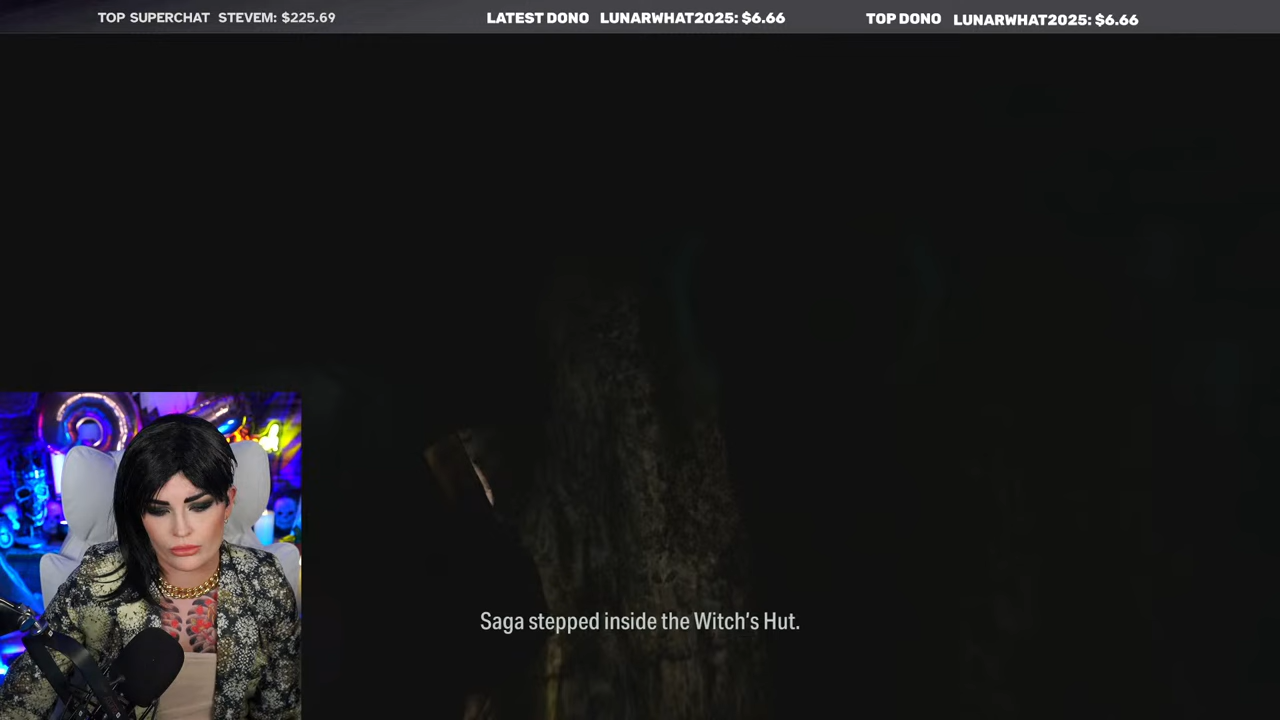 TOP SUPERCHAT STEVEM: $225.69
LATEST DONO LUNARWHAT2025: $6.66
TOP DONO LUNARWHAT2025: $6.66
Saga stepped inside the Witch's Hut.